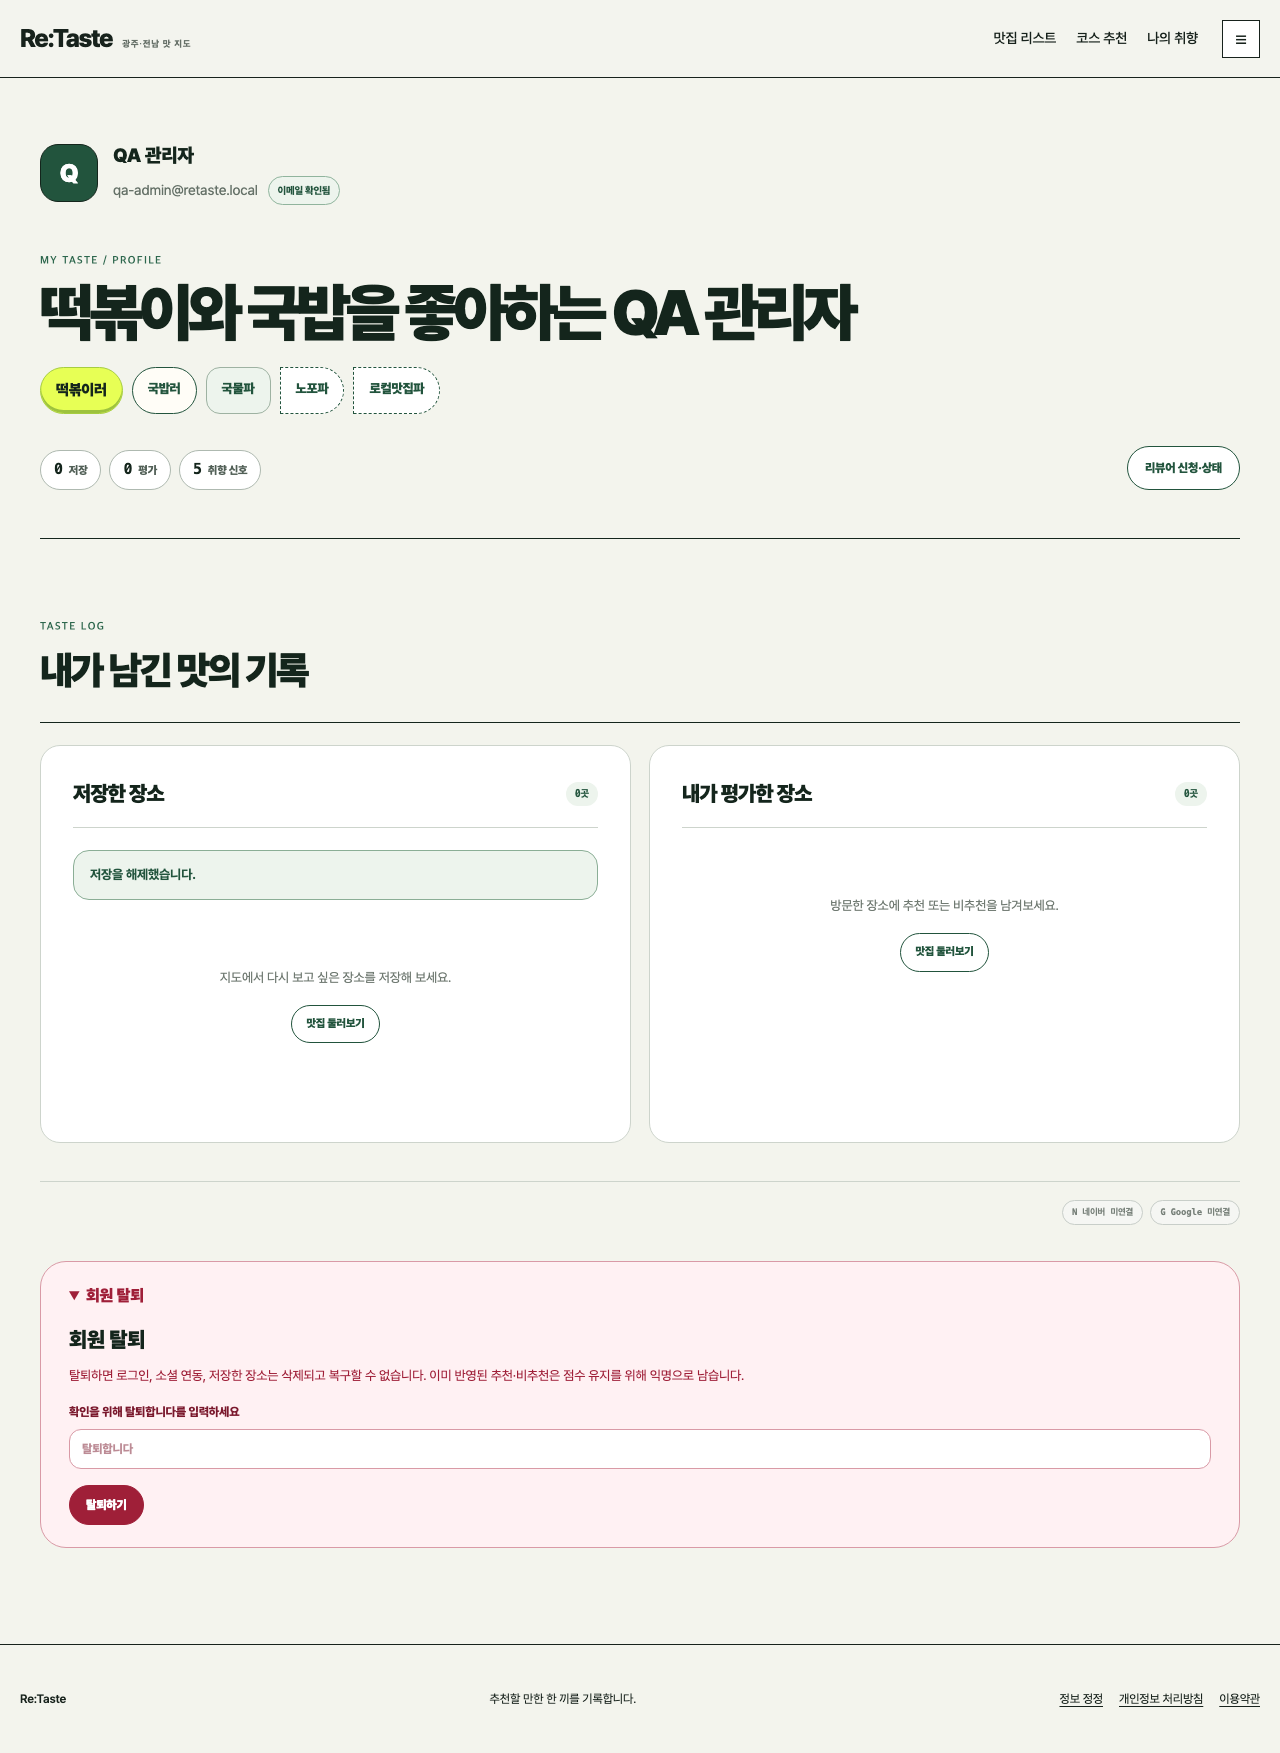 Re:Taste 광주·전남 맛 지도
맛집 리스트 코스 추천 나의 취향
Q
QA 관리자
qa-admin@retaste.local 이메일 확인됨
MY TASTE / PROFILE
떡볶이와 국밥을 좋아하는 QA 관리자
떡볶이러 국밥러 국물파 노포파 로컬맛집파
0 저장 0 평가 5 취향 신호
리뷰어 신청·상태
TASTE LOG
내가 남긴 맛의 기록
저장한 장소 0곳
저장을 해제했습니다.
지도에서 다시 보고 싶은 장소를 저장해 보세요.
맛집 둘러보기
내가 평가한 장소 0곳
방문한 장소에 추천 또는 비추천을 남겨보세요.
맛집 둘러보기
N 네이버 미연결 G Google 미연결
▼ 회원 탈퇴
회원 탈퇴
탈퇴하면 로그인, 소셜 연동, 저장한 장소는 삭제되고 복구할 수 없습니다. 이미 반영된 추천·비추천은 점수 유지를 위해 익명으로 남습니다.
확인을 위해 탈퇴합니다를 입력하세요
탈퇴합니다
탈퇴하기
Re:Taste
추천할 만한 한 끼를 기록합니다.
정보 정정 개인정보 처리방침 이용약관